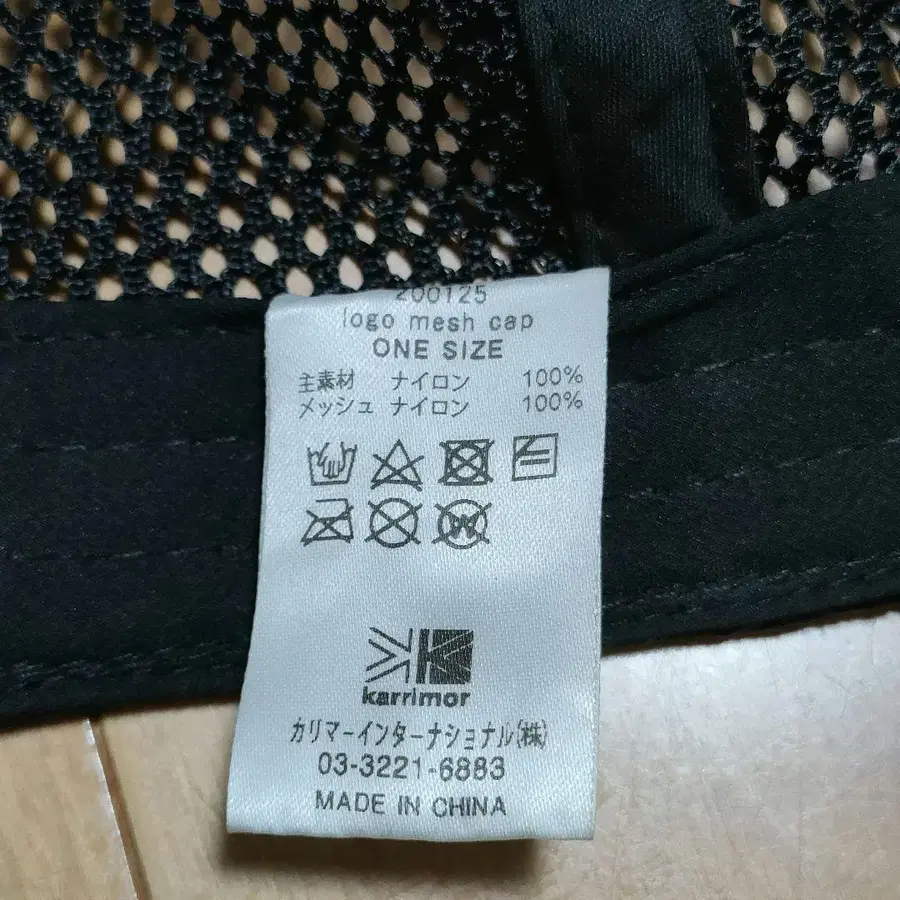 200125
logo mesh cap
ONE SIZE
主素材 ナイロン 100%
メッシュ ナイロン 100%
karrimor
カリマーインターナショナル(株)
03-3221-6883
MADE IN CHINA